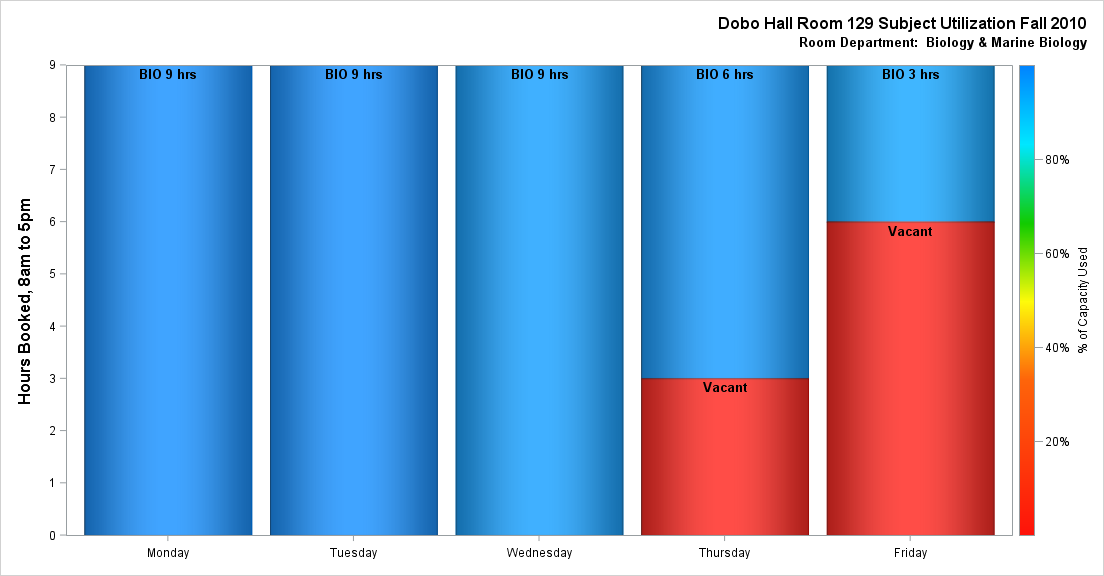 Dobo Hall Room 129 Subject Utilization Fall 2010
Room Department:  Biology & Marine Biology
Hours Booked, 8am to 5pm
9
8
7
6
5
4
3
2
1
0
BIO 9 hrs
BIO 9 hrs
BIO 9 hrs
BIO 6 hrs
BIO 3 hrs
Vacant
Vacant
Monday
Tuesday
Wednesday
Thursday
Friday
80%
60%
40%
20%
% of Capacity Used